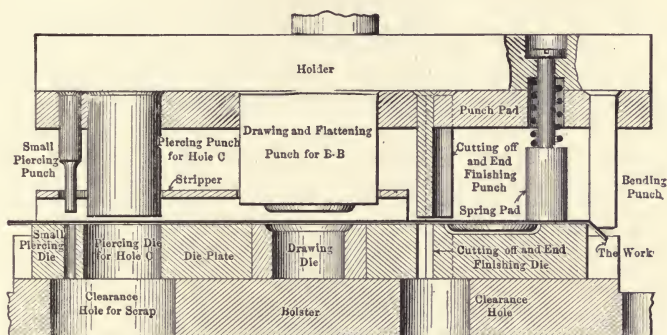 Holder
Punch Pad
Small
Piercing
Punch
Piercing Punch
for Hole C
Drawing and Flattening
Punch for E-B
Cutting off
and End
Finishing
Punch
Stripper
Spring Pad
Bending
Punch
Small
Piercing
Die
Piercing Die
for Hole C
Die Plate
Drawing
Die
Cutting off and End
Finishing Die
The Work
Clearance
Hole for Scrap
Bolster
Clearance
Hole